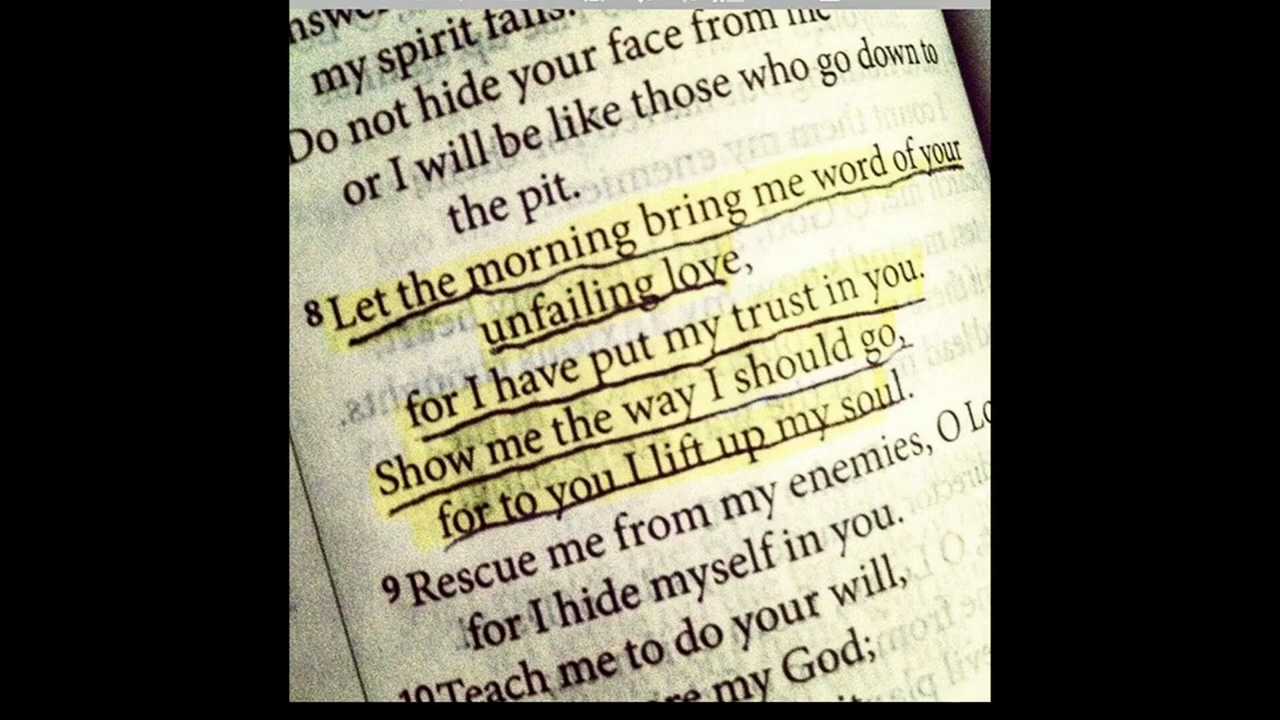 my spirit fails.
Do not hide your face from me
or I will be like those who go down to
the pit.
8 Let the morning bring me word of your
unfailing love,
for I have put my trust in you.
Show me the way I should go,
for to you I lift up my soul.
9 Rescue me from my enemies, O
for I hide myself in you.
10 Teach me to do your will,
my God;